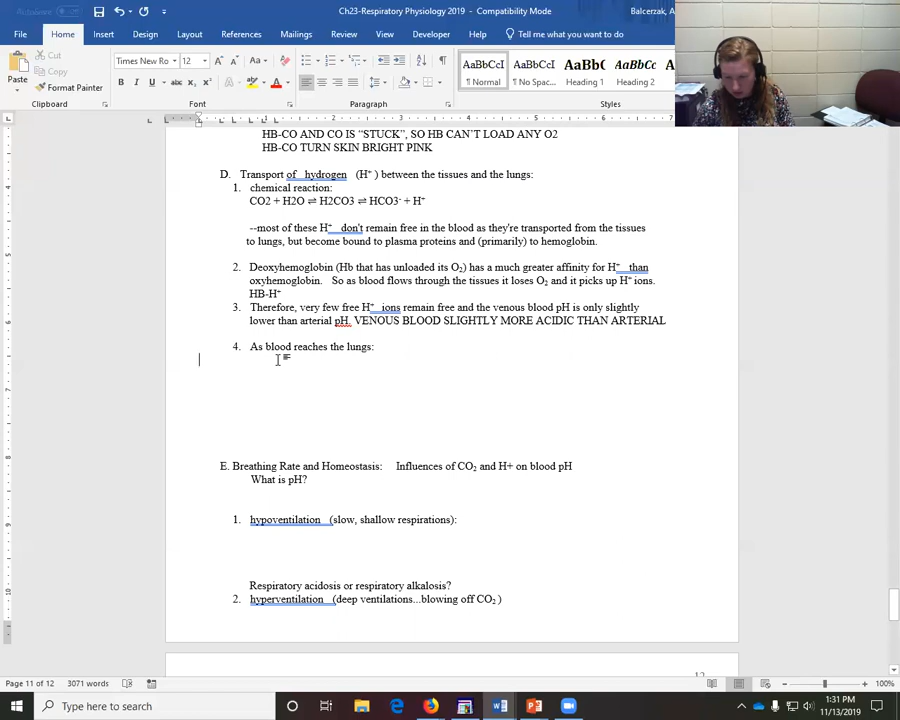 Ch23-Respiratory Physiology 2019 - Compatibility Mode
Balcerzak, A
File Home Insert Design Layout References Mailings Review View Developer Help Tell me what you want to do
Cut
Copy
Paste
Format Painter
Times New Ro 12
AaBbCcI AaBbCcI AaBbCc AaBbCc
¶ Normal ¶ No Spac... Heading 1 Heading 2
Clipboard Font Paragraph Styles
HB-CO AND CO IS “STUCK”, SO HB CAN’T LOAD ANY O2
HB-CO TURN SKIN BRIGHT PINK
D. Transport of hydrogen (H⁺ ) between the tissues and the lungs:
1. chemical reaction:
CO2 + H2O ⇌ H2CO3 ⇌ HCO3⁻ + H⁺
--most of these H⁺ don't remain free in the blood as they're transported from the tissues
to lungs, but become bound to plasma proteins and (primarily) to hemoglobin.
2. Deoxyhemoglobin (Hb that has unloaded its O₂) has a much greater affinity for H⁺ than
oxyhemoglobin. So as blood flows through the tissues it loses O₂ and it picks up H⁺ ions.
HB-H⁺
3. Therefore, very few free H⁺ ions remain free and the venous blood pH is only slightly
lower than arterial pH. VENOUS BLOOD SLIGHTLY MORE ACIDIC THAN ARTERIAL
4. As blood reaches the lungs:
E. Breathing Rate and Homeostasis: Influences of CO₂ and H+ on blood pH
What is pH?
1. hypoventilation (slow, shallow respirations):
Respiratory acidosis or respiratory alkalosis?
2. hyperventilation (deep ventilations...blowing off CO₂ )
12
Page 11 of 12 3071 words 100%
Type here to search
1:31 PM
11/13/2019